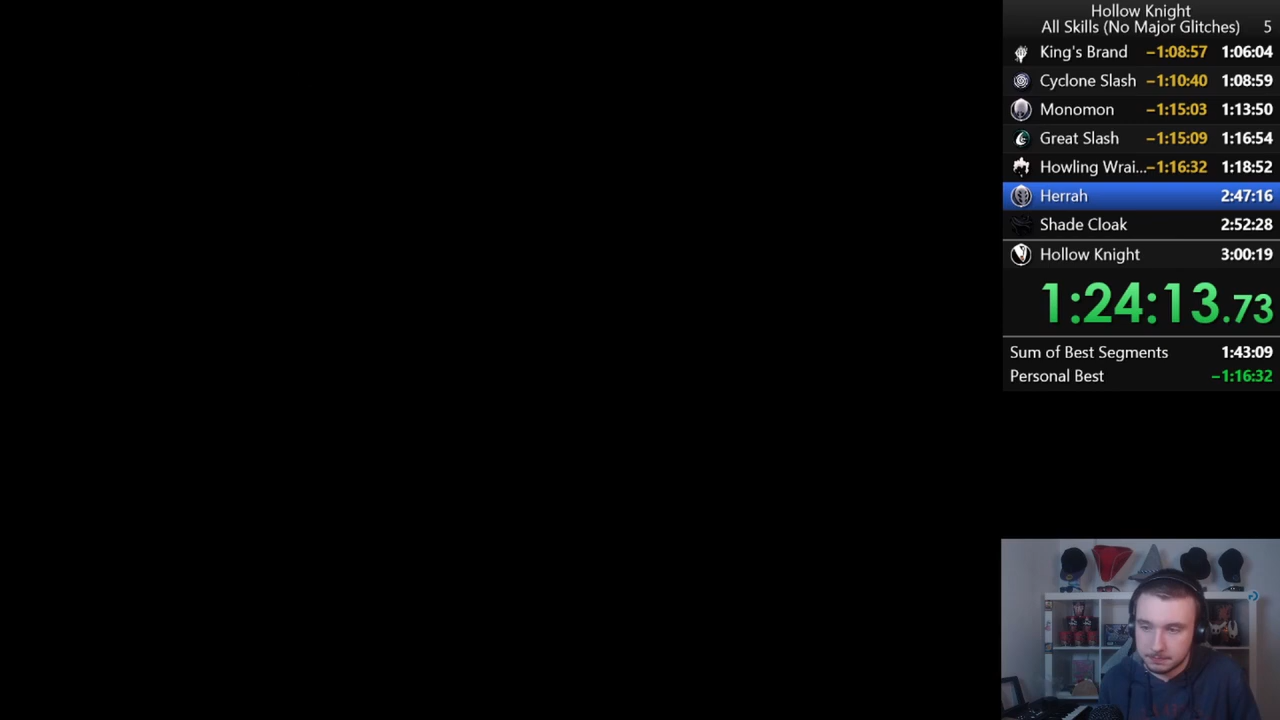 Hollow Knight
All Skills (No Major Glitches) 5
King's Brand −1:08:57 1:06:04
Cyclone Slash −1:10:40 1:08:59
Monomon −1:15:03 1:13:50
Great Slash −1:15:09 1:16:54
Howling Wrai... −1:16:32 1:18:52
Herrah 2:47:16
Shade Cloak 2:52:28
Hollow Knight 3:00:19
1:24:13.73
Sum of Best Segments 1:43:09
Personal Best −1:16:32